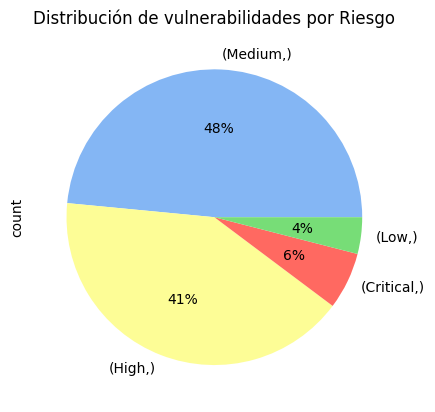 Distribución de vulnerabilidades por Riesgo
(Medium,)
48%
count
4%
(Low,)
6%
(Critical,)
41%
(High,)